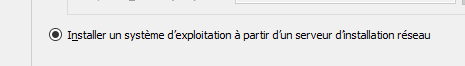 Installer un système d'exploitation à partir d'un serveur d'installation réseau